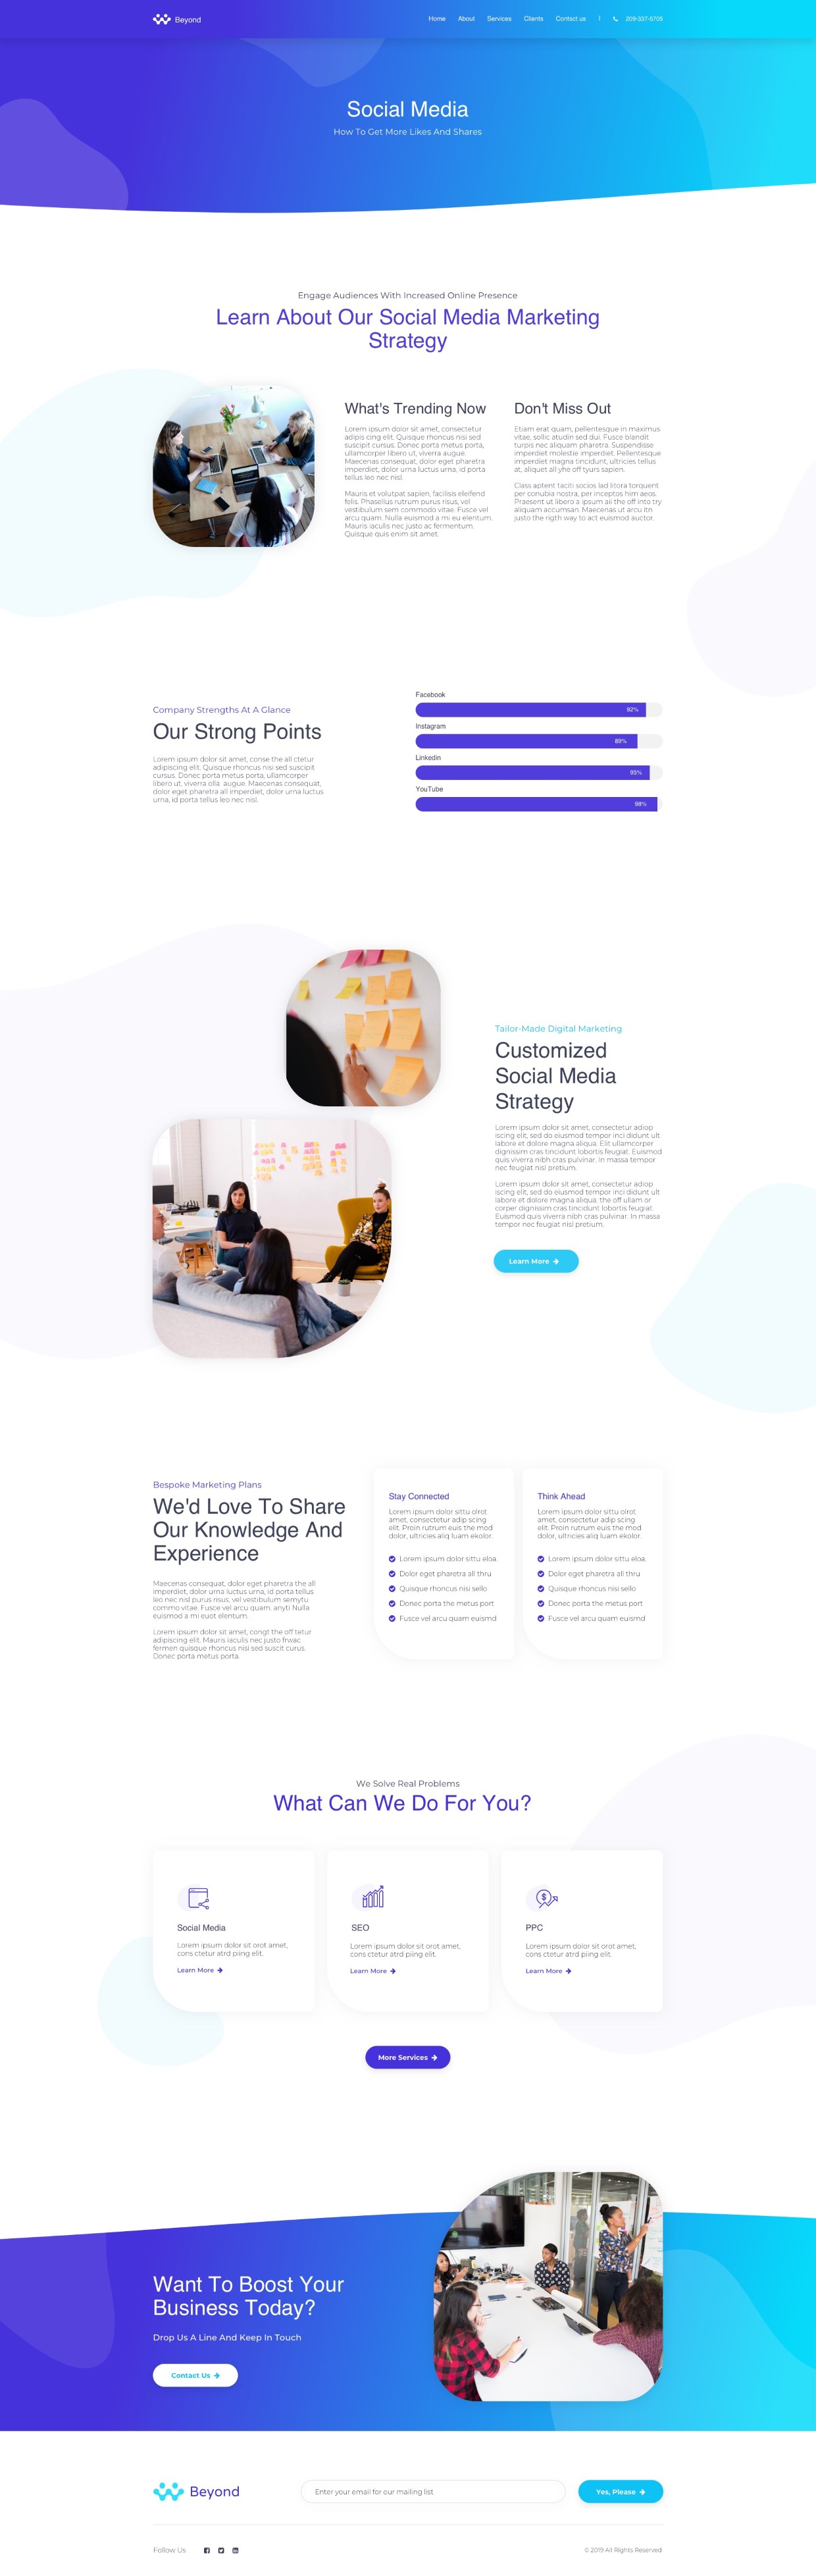 Beyond
Home About Services Clients Contact us | 209-337-5705
Social Media
How To Get More Likes And Shares
Engage Audiences With Increased Online Presence
Learn About Our Social Media Marketing
Strategy
What's Trending Now
Lorem ipsum dolor sit amet, consectetur
adipis cing elit. Quisque rhoncus nisi sed
suscipit cursus. Donec porta metus porta,
ullamcorper libero ut, viverra augue.
Maecenas consequat, dolor eget pharetra
imperdiet, dolor urna luctus urna, id porta
tellus leo nec nisl.
Mauris et volutpat sapien, facilisis eleifend
felis. Phasellus rutrum purus risus, vel
vestibulum sem commodo vitae. Fusce vel
arcu quam. Nulla euismod a mi eu elentum.
Mauris iaculis nec justo ac fermentum.
Quisque quis enim sit amet.
Don't Miss Out
Etiam erat quam, pellentesque in maximus
vitae, sollic atudin sed dui. Fusce blandit
turpis nec aliquam pharetra. Suspendisse
imperdiet molestie imperdiet. Pellentesque
imperdiet magna tincidunt, ultricies tellus
at, aliquet all yhe off tyurs sapien.
Class aptent taciti socios lad litora torquent
per conubia nostra, per inceptos him aeos.
Praesent ut libero a ipsum aii the off into try
aliquam accumsan. Maecenas ut arcu itn
justo the rigth way to act euismod auctor.
Company Strengths At A Glance
Our Strong Points
Lorem ipsum dolor sit amet, conse the all ctetur
adipiscing elit. Quisque rhoncus nisi sed suscipit
cursus. Donec porta metus porta, ullamcorper
libero ut, viverra olla augue. Maecenas consequat,
dolor eget pharetra all imperdiet, dolor urna luctus
urna, id porta tellus leo nec nisl.
Facebook
92%
Instagram
89%
Linkedin
95%
YouTube
98%
Tailor-Made Digital Marketing
Customized
Social Media
Strategy
Lorem ipsum dolor sit amet, consectetur adiop
iscing elit, sed do eiusmod tempor inci didunt ult
labore et dolore magna aliqua. Elit ullamcorper
dignissim cras tincidunt lobortis feugiat. Euismod
quis viverra nibh cras pulvinar. In massa tempor
nec feugiat nisl pretium.
Lorem ipsum dolor sit amet, consectetur adiop
iscing elit, sed do eiusmod tempor inci didunt ult
labore et dolore magna aliqua. the off ullam or
corper dignissim cras tincidunt lobortis feugiat.
Euismod quis viverra nibh cras pulvinar. In massa
tempor nec feugiat nisl pretium.
Learn More
Bespoke Marketing Plans
We'd Love To Share
Our Knowledge And
Experience
Maecenas consequat, dolor eget pharetra the all
imperdiet, dolor urna luctus urna, id porta tellus
leo nec nisl purus risus, vel vestibulum semytu
commo vitae. Fusce vel arcu quam. anyti Nulla
euismod a mi euot elentum.
Lorem ipsum dolor sit amet, congt the off tetur
adipiscing elit. Mauris iaculis nec justo frwac
fermen quisque rhoncus nisi sed suscit curus.
Donec porta metus porta.
Stay Connected
Lorem ipsum dolor sittu olrot
amet, consectetur adip scing
elit. Proin rutrum euis the mod
dolor, ultricies aliq luam ekolor.
Lorem ipsum dolor sittu eloa.
Dolor eget pharetra all thru
Quisque rhoncus nisi sello
Donec porta the metus port
Fusce vel arcu quam euismd
Think Ahead
Lorem ipsum dolor sittu olrot
amet, consectetur adip scing
elit. Proin rutrum euis the mod
dolor, ultricies aliq luam ekolor.
Lorem ipsum dolor sittu eloa.
Dolor eget pharetra all thru
Quisque rhoncus nisi sello
Donec porta the metus port
Fusce vel arcu quam euismd
We Solve Real Problems
What Can We Do For You?
Social Media
Lorem ipsum dolor sit orot amet,
cons ctetur atrd piing elit.
Learn More
SEO
Lorem ipsum dolor sit orot amet,
cons ctetur atrd piing elit.
Learn More
PPC
Lorem ipsum dolor sit orot amet,
cons ctetur atrd piing elit.
Learn More
More Services
Want To Boost Your
Business Today?
Drop Us A Line And Keep In Touch
Contact Us
Beyond
Enter your email for our mailing list
Yes, Please
Follow Us
© 2019 All Rights Reserved